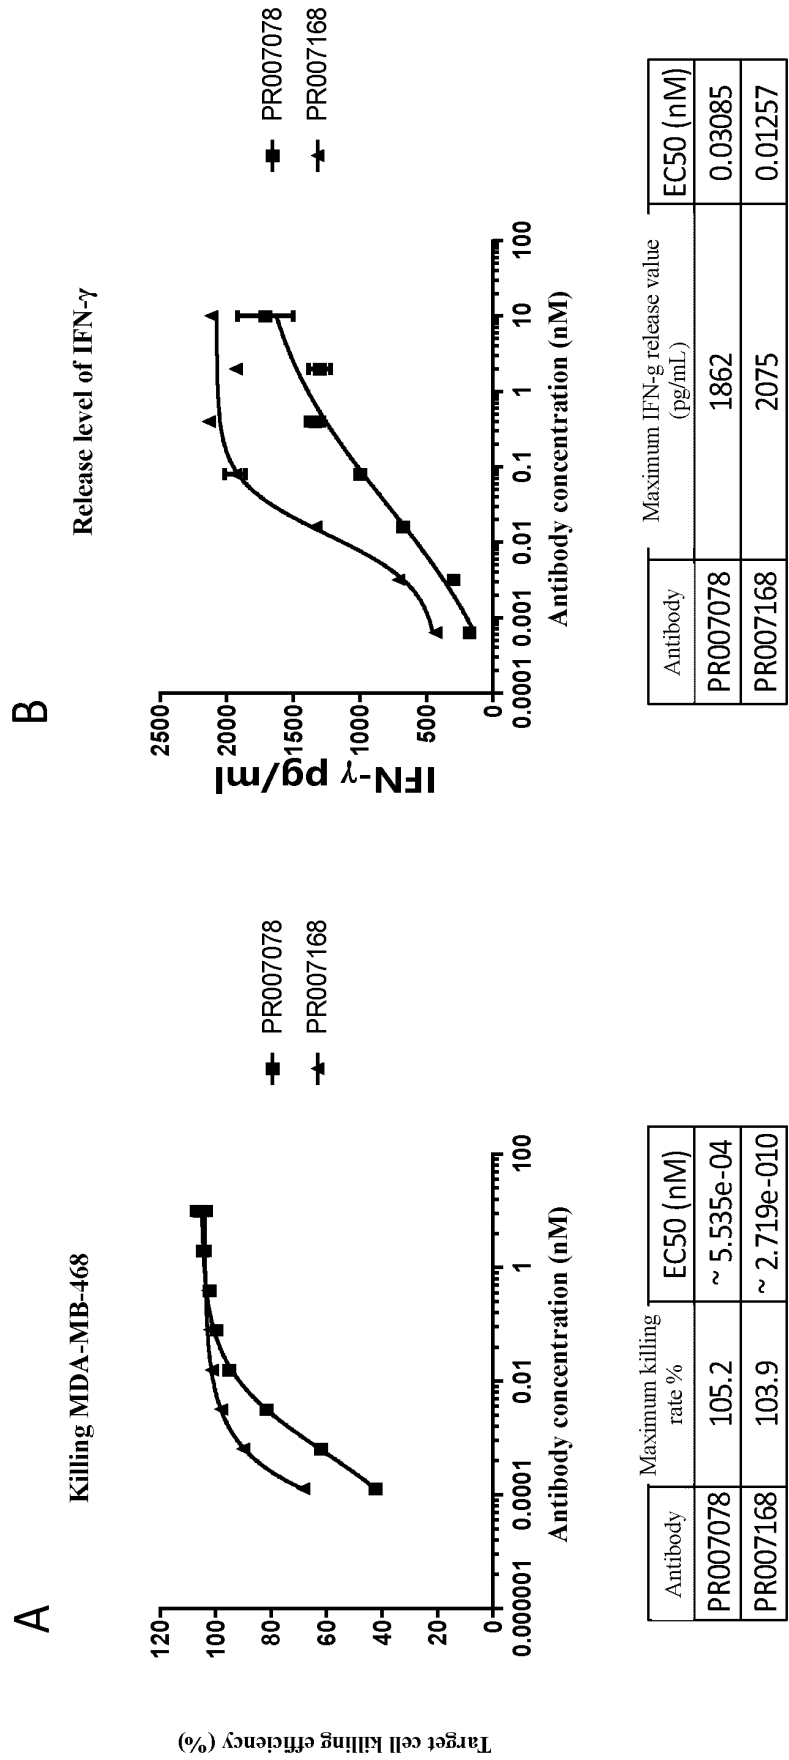 A
Killing MDA-MB-468
Target cell killing efficiency (%)
120
100
80
60
40
20
0
0.000001 0.0001 0.01 1 100
Antibody concentration (nM)
PR007078
PR007168
Antibody Maximum killing rate % EC50 (nM)
PR007078 105.2 ~ 5.535e-04
PR007168 103.9 ~ 2.719e-010
B
Release level of IFN-γ
IFN-γ pg/ml
2500
2000
1500
1000
500
0
0.0001 0.001 0.01 0.1 1 10 100
Antibody concentration (nM)
PR007078
PR007168
Antibody Maximum IFN-g release value (pg/mL) EC50 (nM)
PR007078 1862 0.03085
PR007168 2075 0.01257